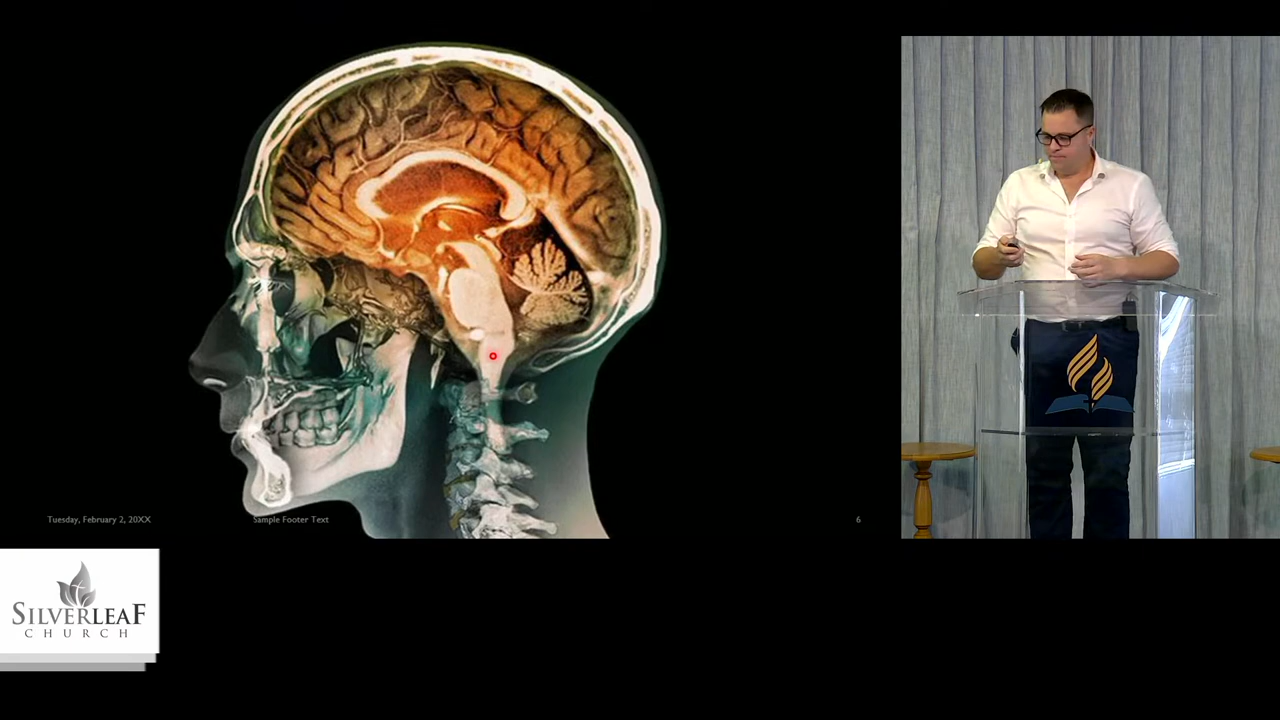 Tuesday, February 2, 20XX
Sample Footer Text
6
SILVERLEAF
CHURCH